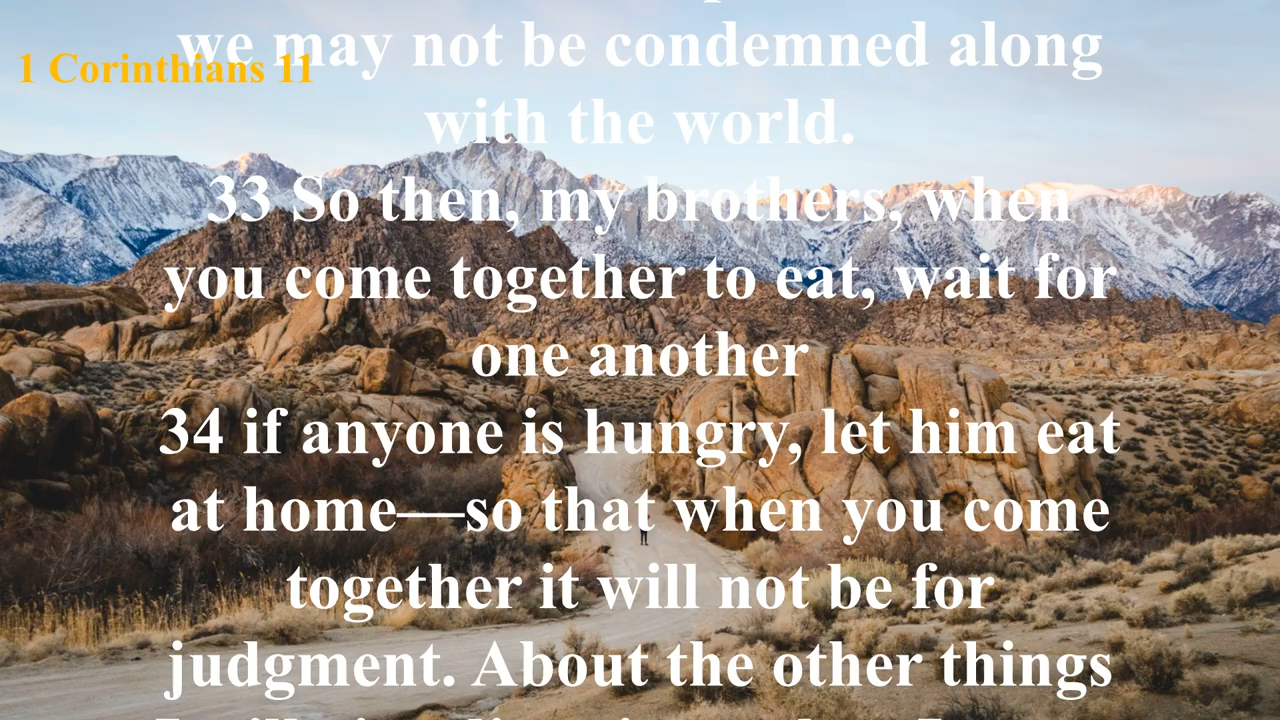 1 Corinthians 11
we may not be condemned along
with the world.
33 So then, my brothers, when
you come together to eat, wait for
one another
34 if anyone is hungry, let him eat
at home—so that when you come
together it will not be for
judgment. About the other things